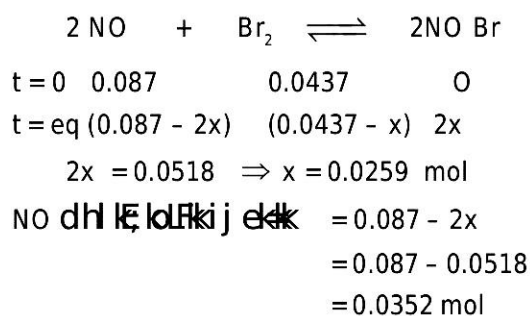 2 NO + Br₂ ⇌ 2NO Br
t = 0 0.087 0.0437 O
t = eq (0.087 – 2x) (0.0437 – x) 2x
2x = 0.0518 ⇒ x = 0.0259 mol
NO = 0.087 – 2x
= 0.087 – 0.0518
= 0.0352 mol